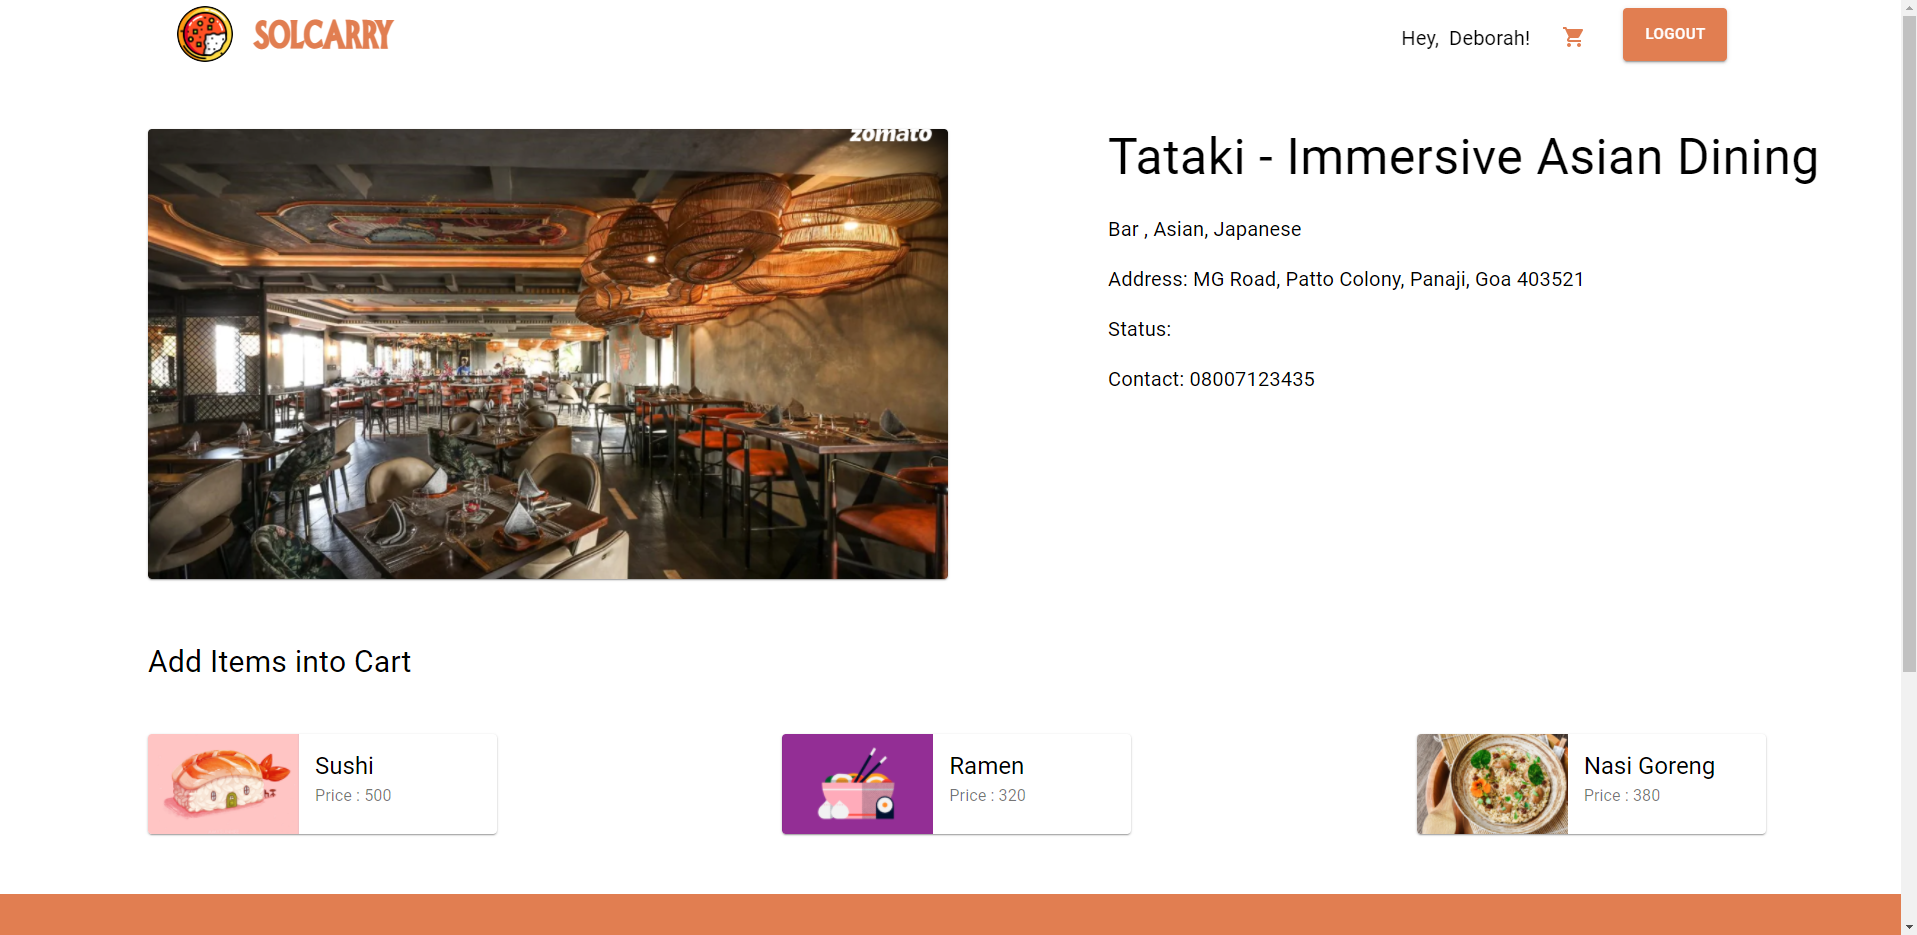 SOLCARRY
Hey, Deborah!
LOGOUT
zomato
Tataki - Immersive Asian Dining
Bar , Asian, Japanese
Address: MG Road, Patto Colony, Panaji, Goa 403521
Status:
Contact: 08007123435
Add Items into Cart
Sushi
Price : 500
Ramen
Price : 320
Nasi Goreng
Price : 380